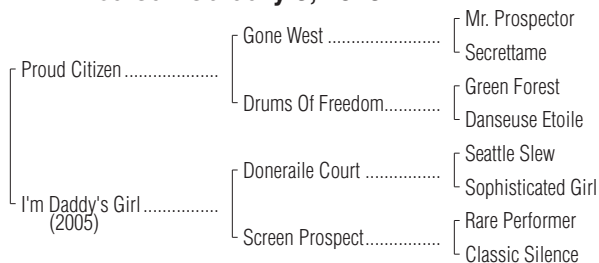 Mr. Prospector
Gone West ........................
Secrettame
Proud Citizen ....................
Green Forest
Drums Of Freedom............
Danseuse Etoile
Seattle Slew
Doneraile Court ................
Sophisticated Girl
I'm Daddy's Girl ................
(2005)
Rare Performer
Screen Prospect................
Classic Silence